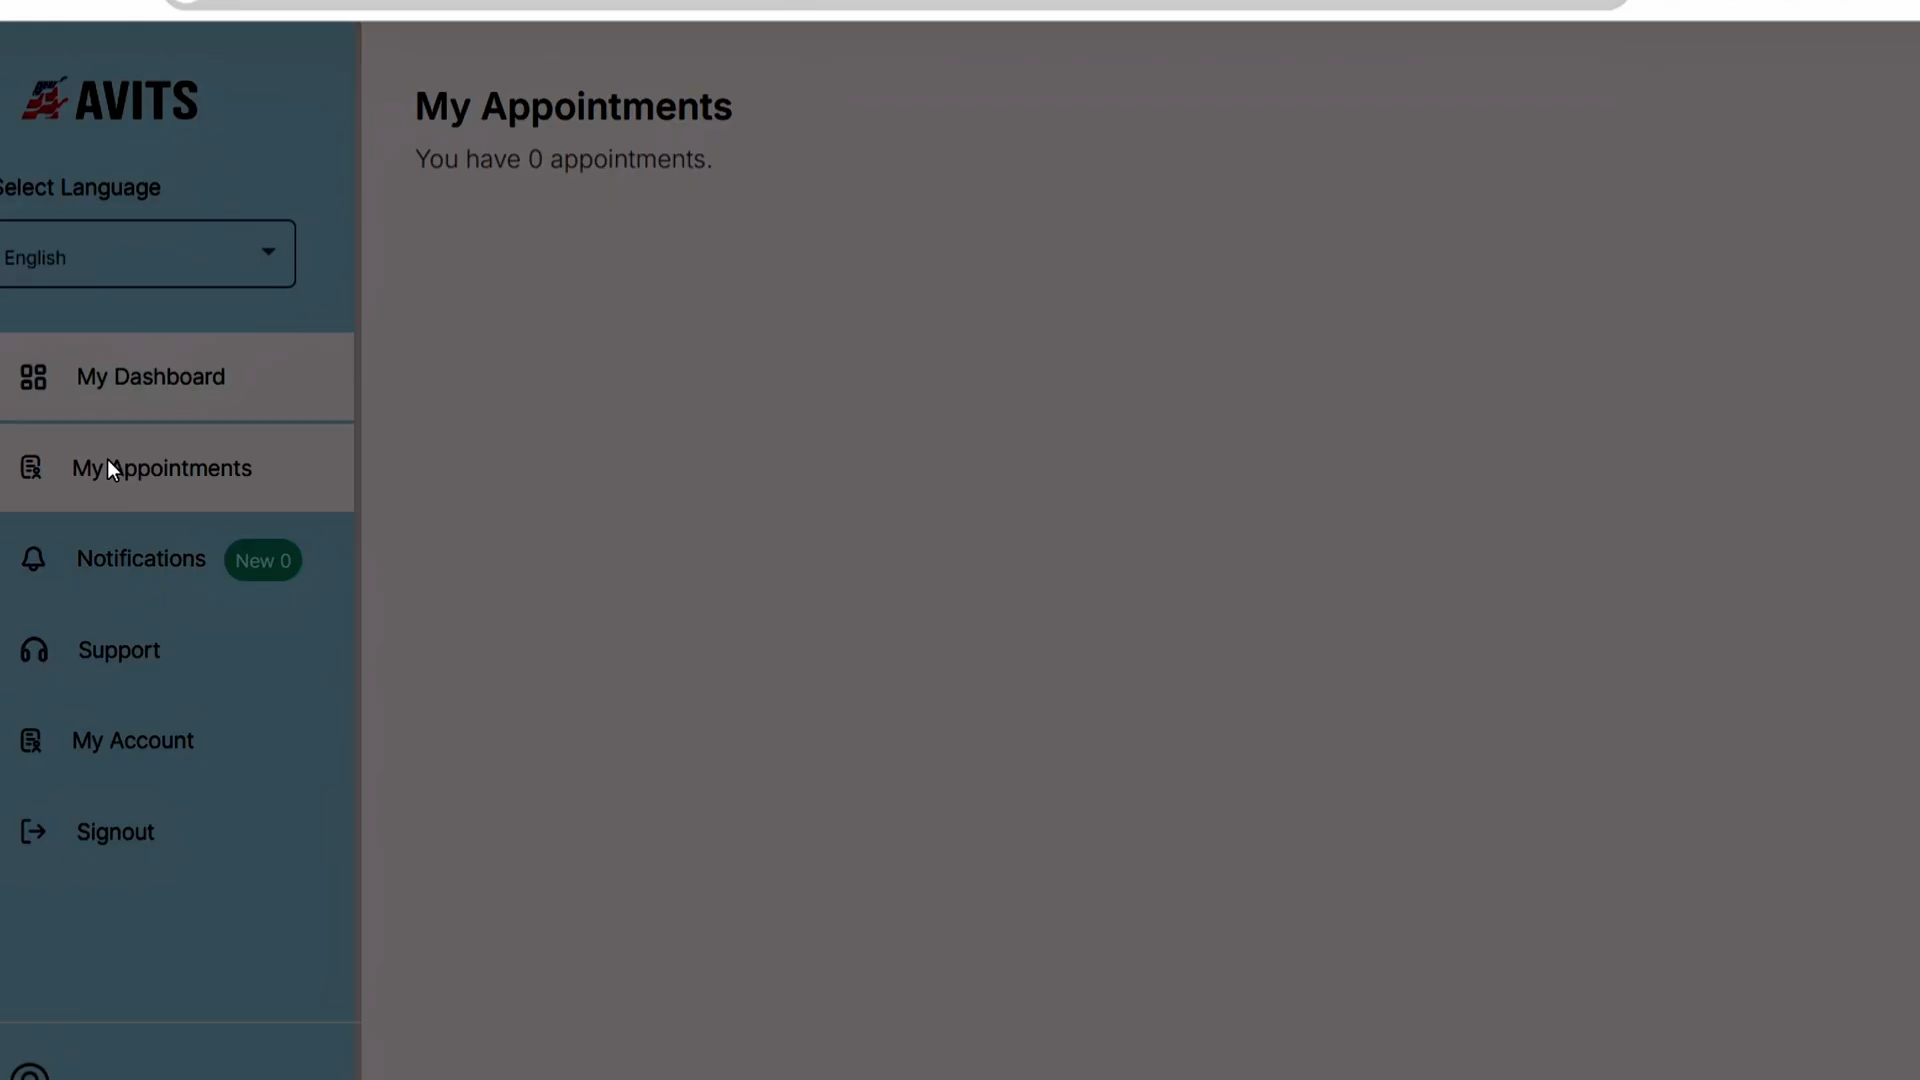 AVITS
Select Language
English
My Dashboard
My Appointments
Notifications New 0
Support
My Account
Signout
My Appointments
You have 0 appointments.